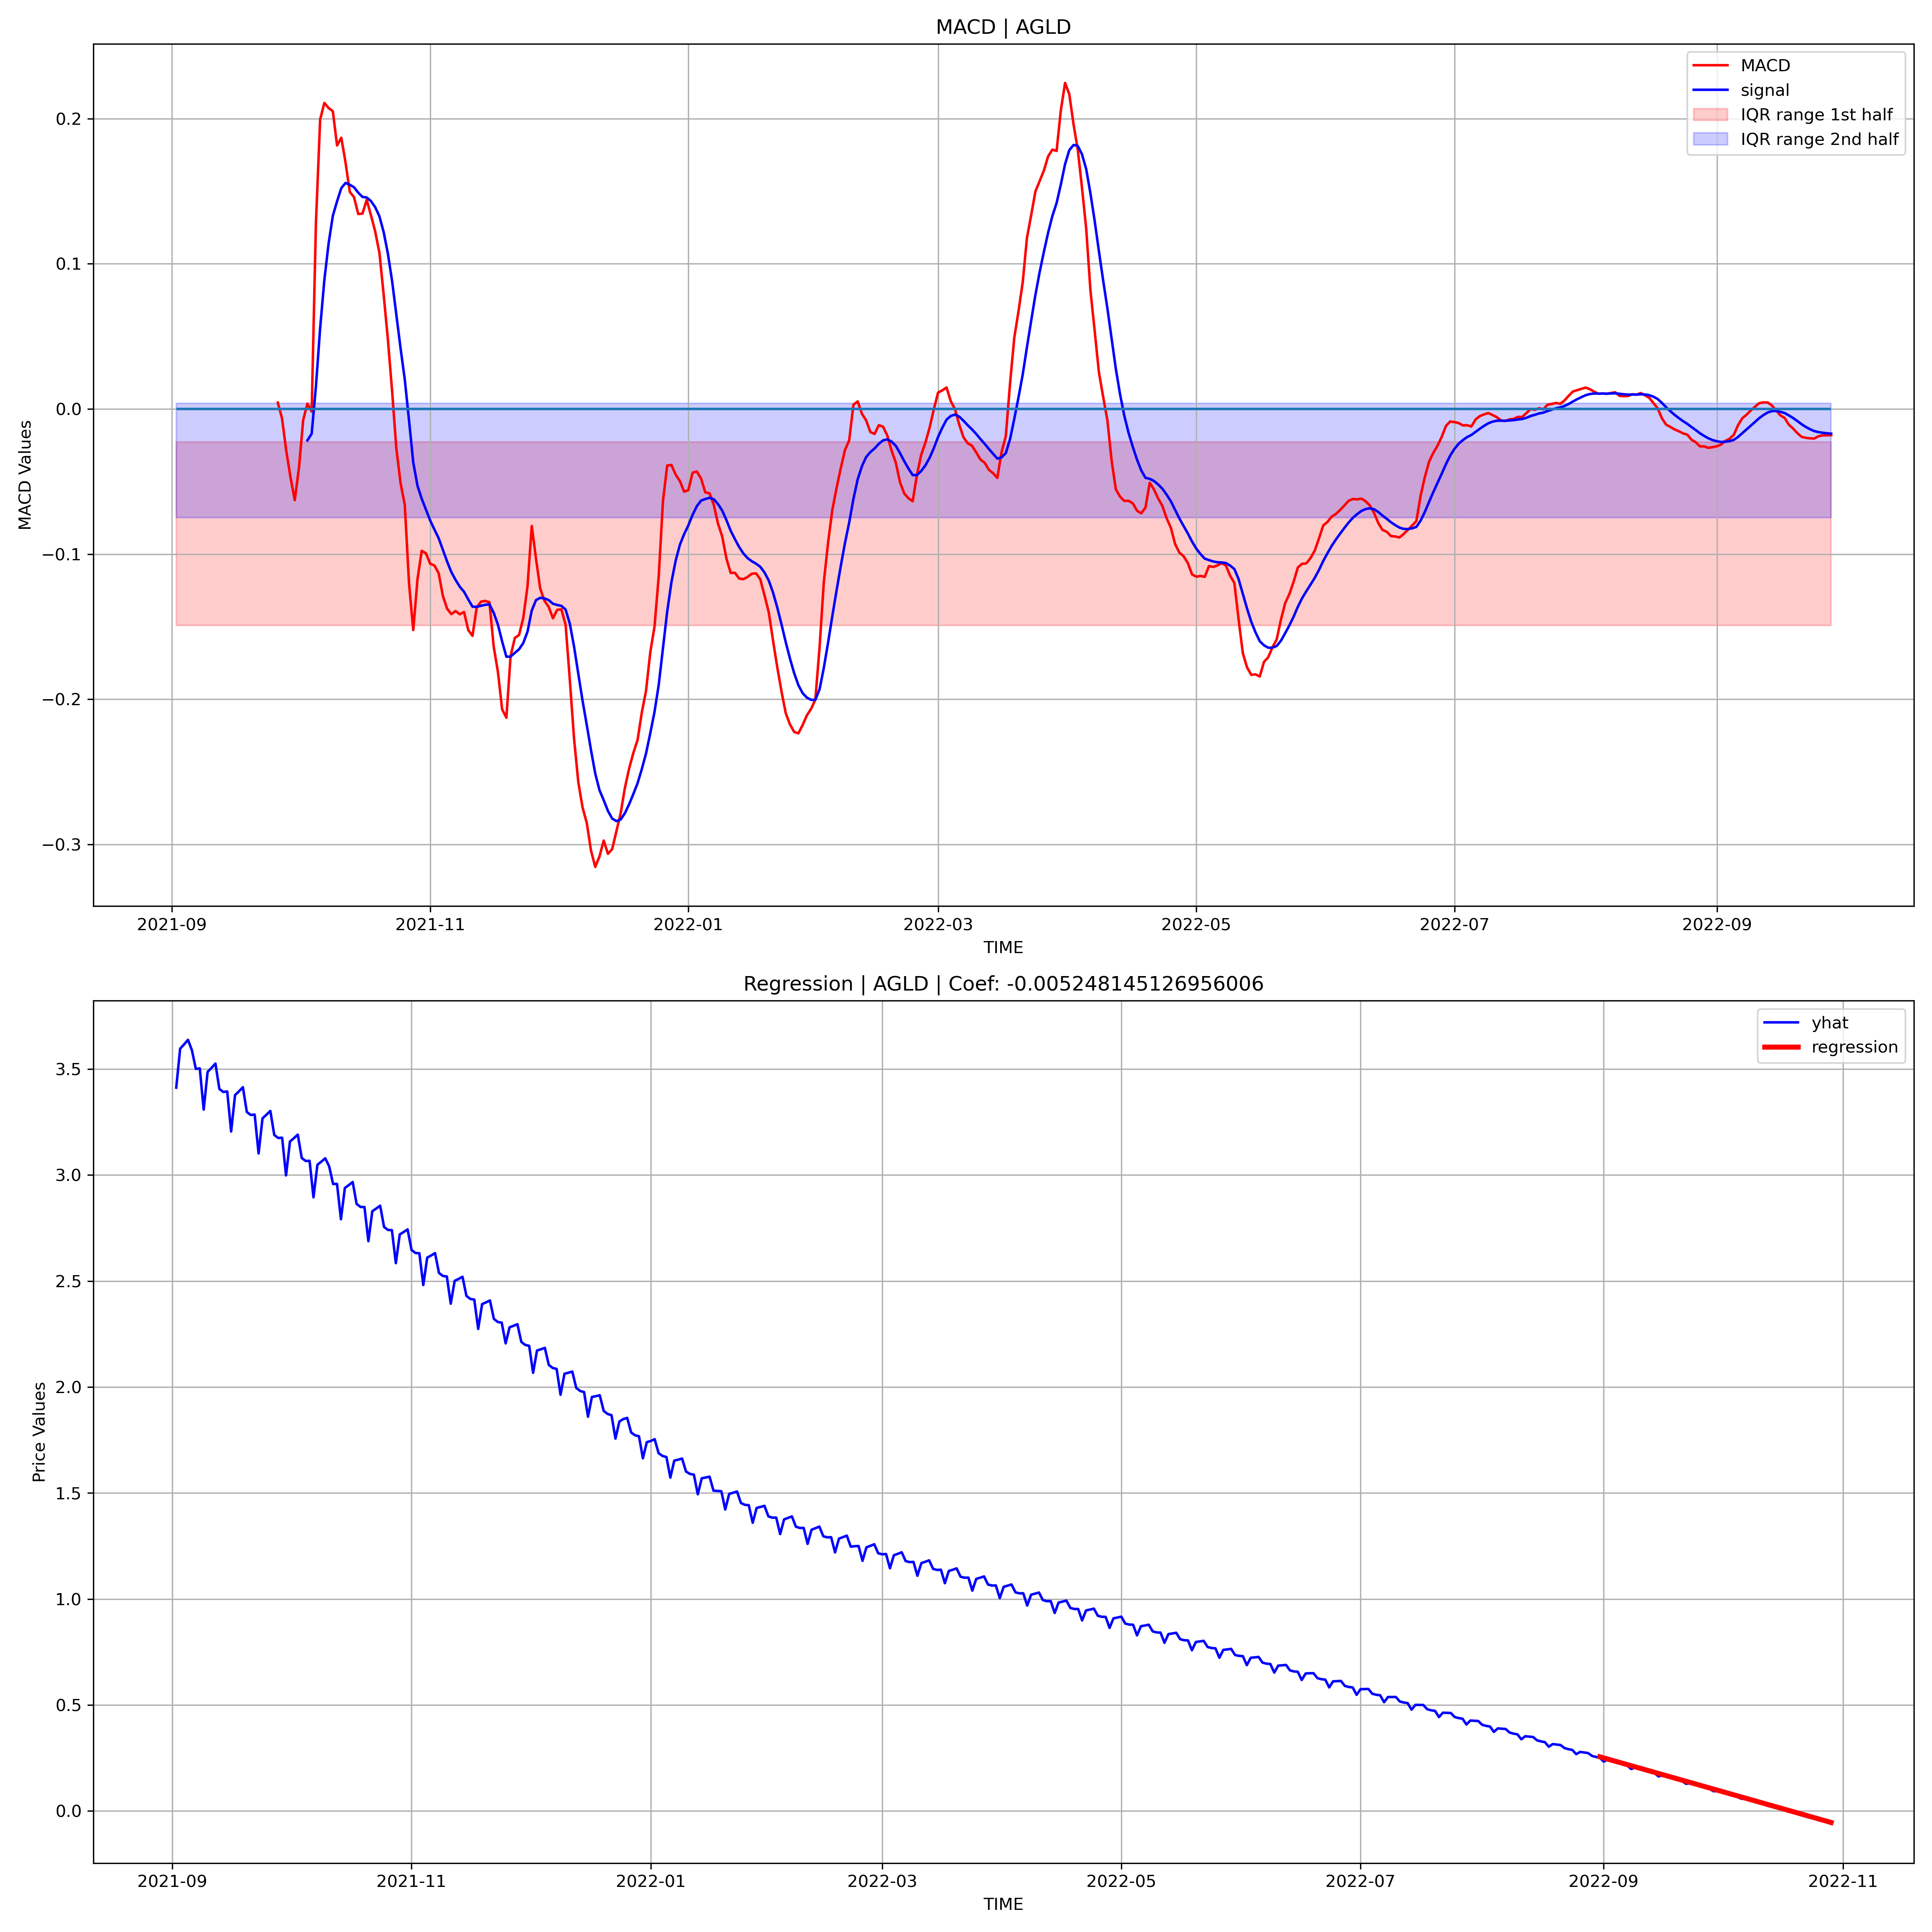 MACD | AGLD
MACD
signal
IQR range 1st half
IQR range 2nd half
MACD Values
0.2
0.1
0.0
−0.1
−0.2
−0.3
2021-09 2021-11 2022-01 2022-03 2022-05 2022-07 2022-09
TIME
Regression | AGLD | Coef: -0.005248145126956006
yhat
regression
Price Values
3.5
3.0
2.5
2.0
1.5
1.0
0.5
0.0
2021-09 2021-11 2022-01 2022-03 2022-05 2022-07 2022-09 2022-11
TIME